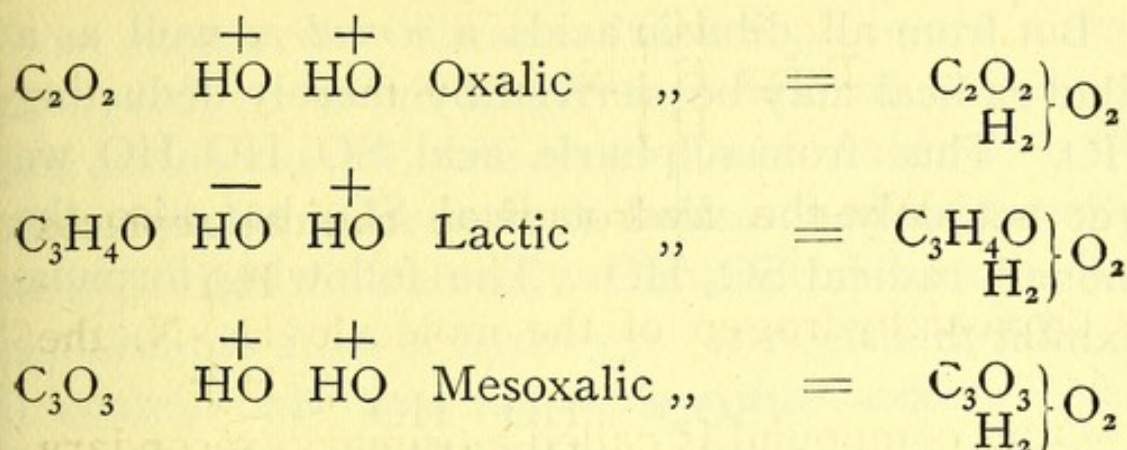 + +
C₂O₂ HO HO Oxalic ,, = C₂O₂ } O₂
H₂
− +
C₃H₄O HO HO Lactic ,, = C₃H₄O } O₂
H₂
+ +
C₃O₃ HO HO Mesoxalic ,, = C₃O₃ } O₂
H₂